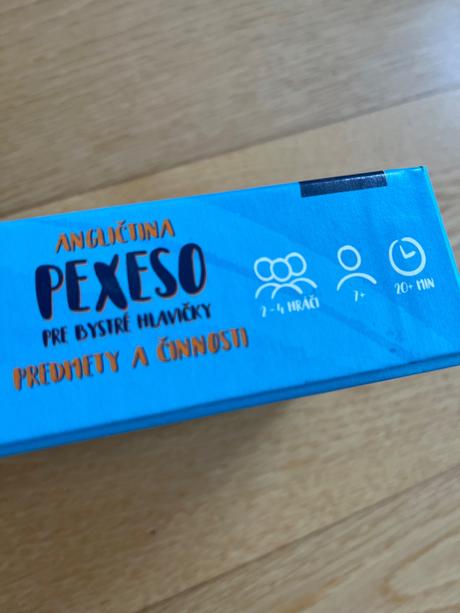 ANGLIČTINA
PEXESO
PRE BYSTRÉ HLAVIČKY
PREDMETY A ČINNOSTI
2 - 4 HRÁČI
7+
20+ MIN